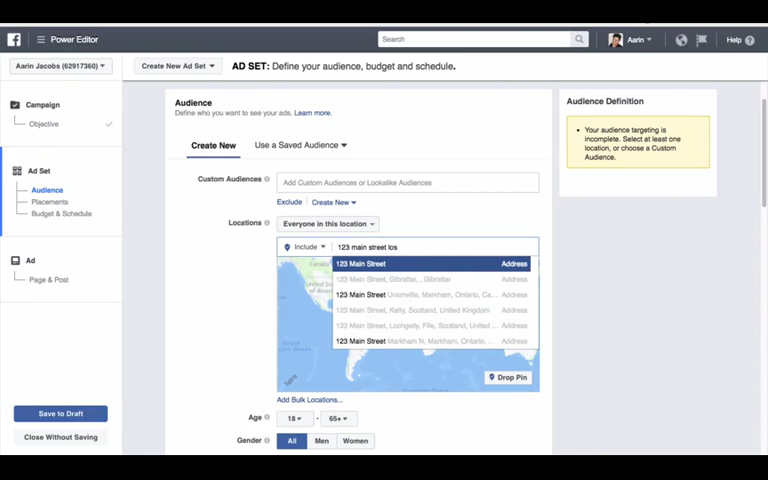 Power Editor
Search
Aarin
Help
Aarin Jacobs (62917360)
Create New Ad Set
AD SET: Define your audience, budget and schedule.
Campaign
Objective
Ad Set
Audience
Placements
Budget & Schedule
Ad
Page & Post
Save to Draft
Close Without Saving
Audience
Define who you want to see your ads. Learn more.
Create New
Use a Saved Audience
Custom Audiences
Add Custom Audiences or Lookalike Audiences
Exclude
Create New
Locations
Everyone in this location
Include
123 main street los
123 Main Street Address
123 Main Street, Gibraltar, , Gibraltar Address
123 Main Street Unionville, Markham, Ontario, Ca... Address
123 Main Street, Kelty, Scotland, United Kingdom Address
123 Main Street, Lochgelly, Fife, Scotland, United ... Address
123 Main Street Markham N, Markham, Ontario, ... Address
Drop Pin
Add Bulk Locations...
Age
18 - 65+
Gender
All Men Women
Audience Definition
Your audience targeting is
incomplete. Select at least one
location, or choose a Custom
Audience.